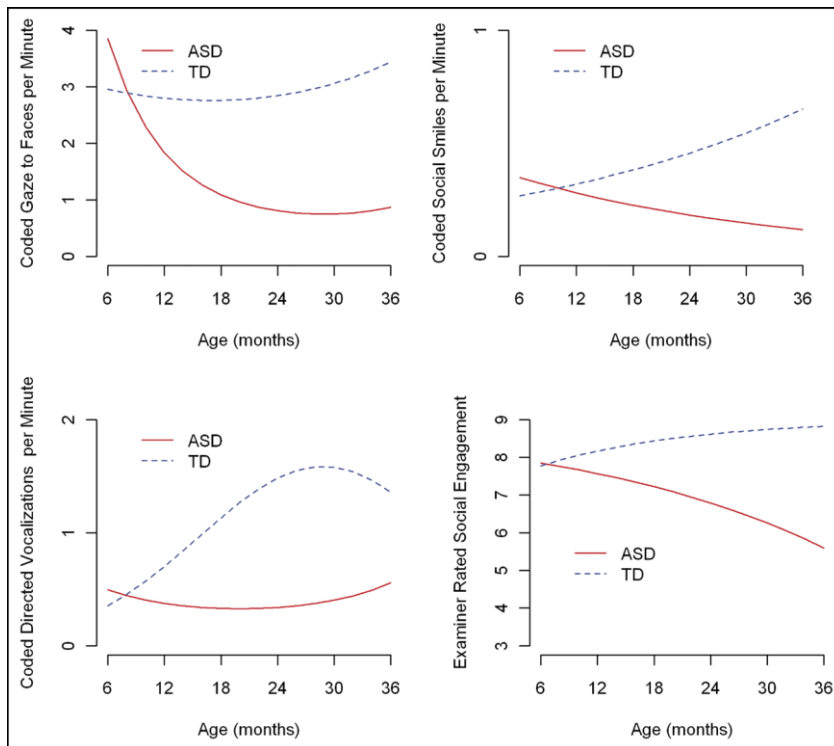 Coded Gaze to Faces per Minute
4
3
2
1
0
ASD
TD
6 12 18 24 30 36
Age (months)
Coded Social Smiles per Minute
1
0
ASD
TD
6 12 18 24 30 36
Age (months)
Coded Directed Vocalizations per Minute
2
1
0
ASD
TD
6 12 18 24 30 36
Age (months)
Examiner Rated Social Engagement
9
8
7
6
5
4
3
ASD
TD
6 12 18 24 30 36
Age (months)